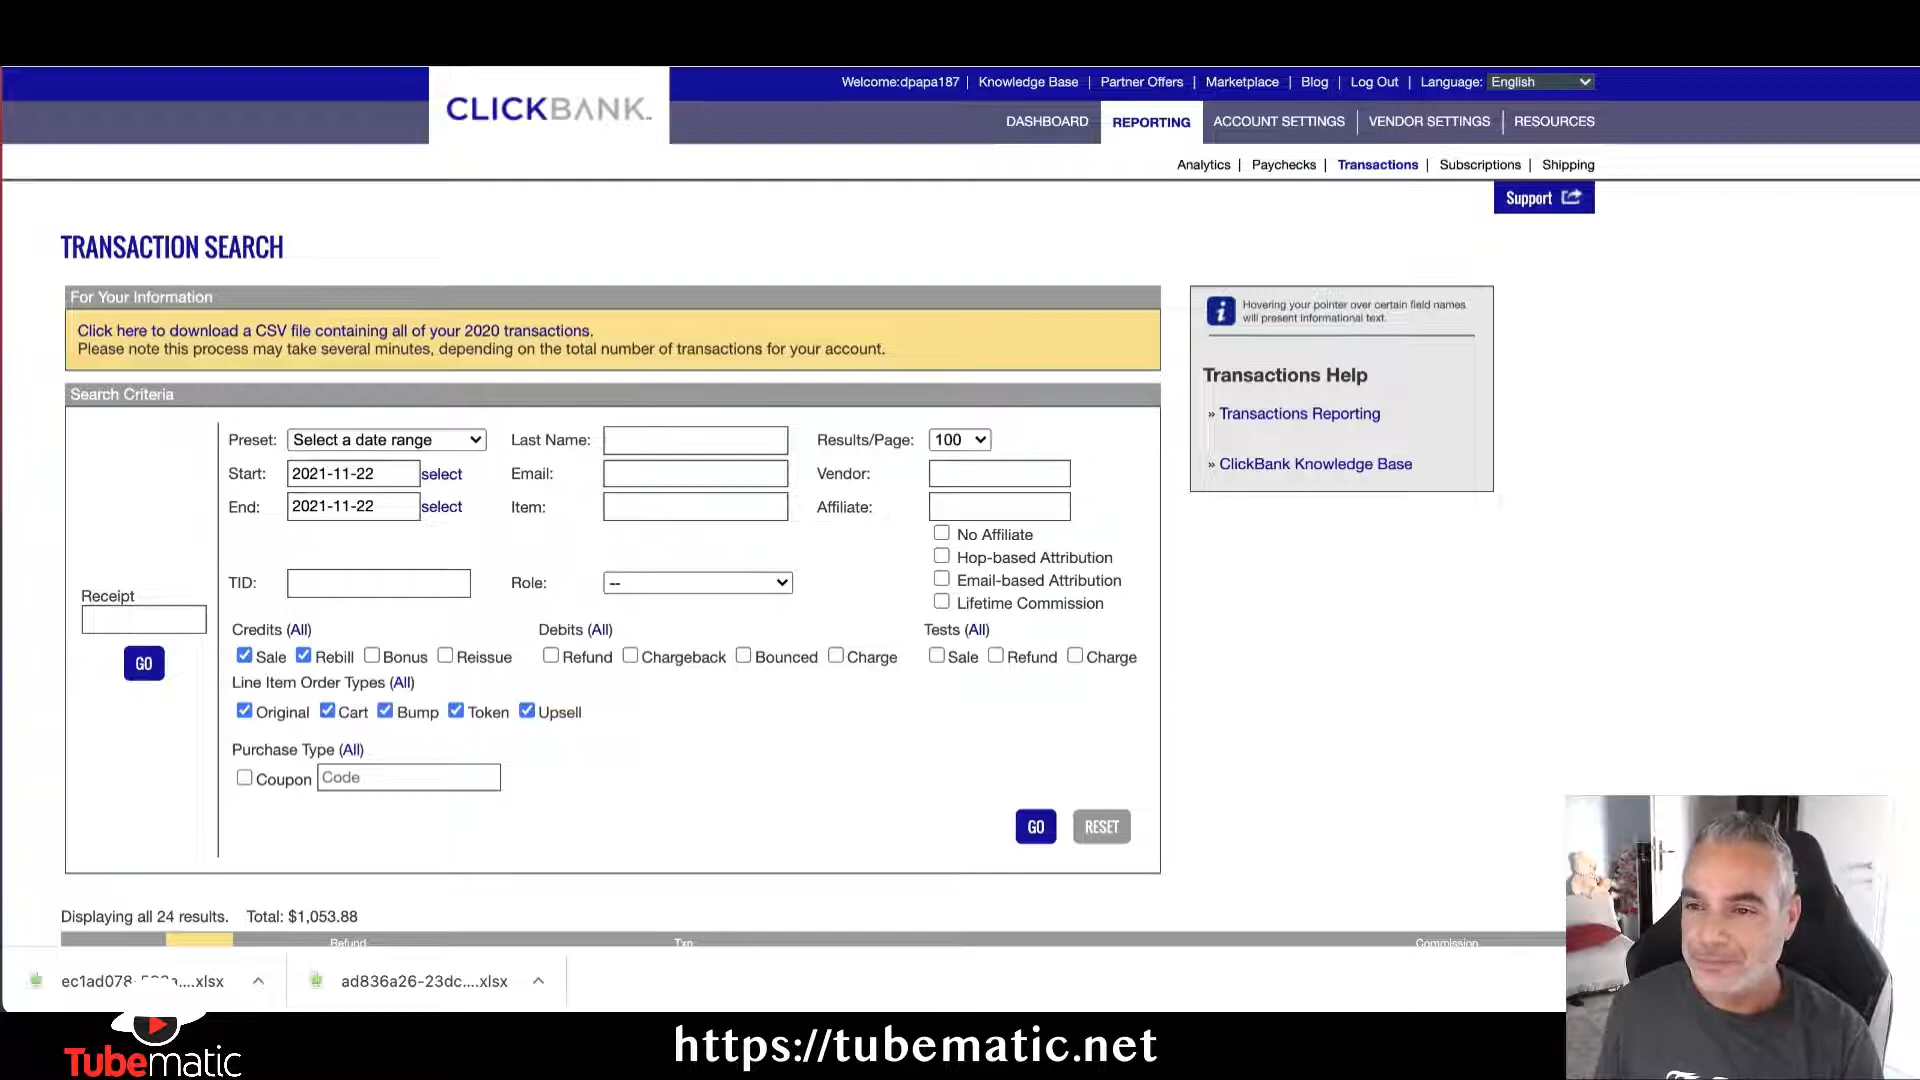 Welcome:dpapa187 | Knowledge Base | Partner Offers | Marketplace | Blog | Log Out | Language: English
CLICKBANK
DASHBOARD REPORTING ACCOUNT SETTINGS VENDOR SETTINGS RESOURCES
Analytics | Paychecks | Transactions | Subscriptions | Shipping
Support
TRANSACTION SEARCH
For Your Information
Click here to download a CSV file containing all of your 2020 transactions.
Please note this process may take several minutes, depending on the total number of transactions for your account.
Hovering your pointer over certain field names
will present informational text.
Transactions Help
» Transactions Reporting
» ClickBank Knowledge Base
Search Criteria
Preset: Select a date range Last Name: Results/Page: 100
Start: 2021-11-22 select Email: Vendor:
End: 2021-11-22 select Item: Affiliate:
No Affiliate
Hop-based Attribution
TID: Role: -- Email-based Attribution
Receipt
Lifetime Commission
Credits (All) Debits (All) Tests (All)
Sale Rebill Bonus Reissue Refund Chargeback Bounced Charge Sale Refund Charge
GO
Line Item Order Types (All)
Original Cart Bump Token Upsell
Purchase Type (All)
Coupon Code
GO RESET
Displaying all 24 results. Total: $1,053.88
Refund Txn Commission
ad836a26-23dc....xlsx
Tubematic
https://tubematic.net